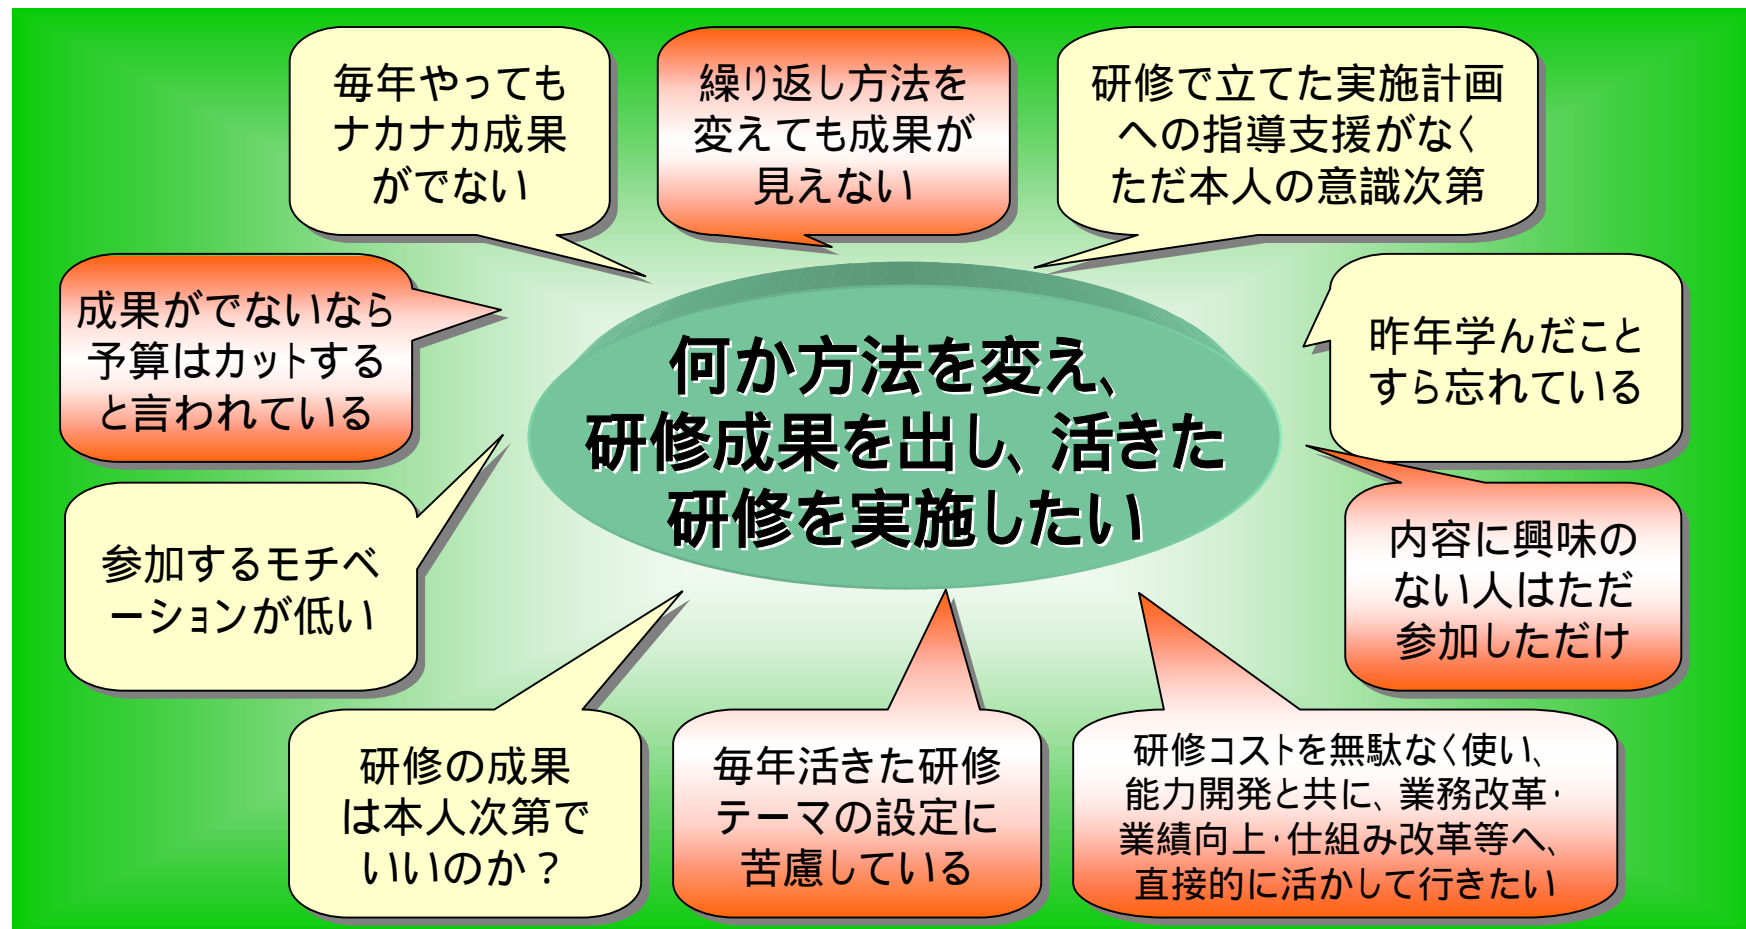 毎年やっても
ナカナカ成果
がでない
繰り返し方法を
変えても成果が
見えない
研修で立てた実施計画
への指導支援がなく
ただ本人の意識次第
成果がでないなら
予算はカットする
と言われている
何か方法を変え、
研修成果を出し、活きた
研修を実施したい
昨年学んだこと
すら忘れている
参加するモチベ
ーションが低い
内容に興味の
ない人はただ
参加しただけ
研修の成果
は本人次第で
いいのか？
毎年活きた研修
テーマの設定に
苦慮している
研修コストを無駄なく使い、
能力開発と共に、業務改革・
業績向上・仕組み改革等へ、
直接的に活かして行きたい